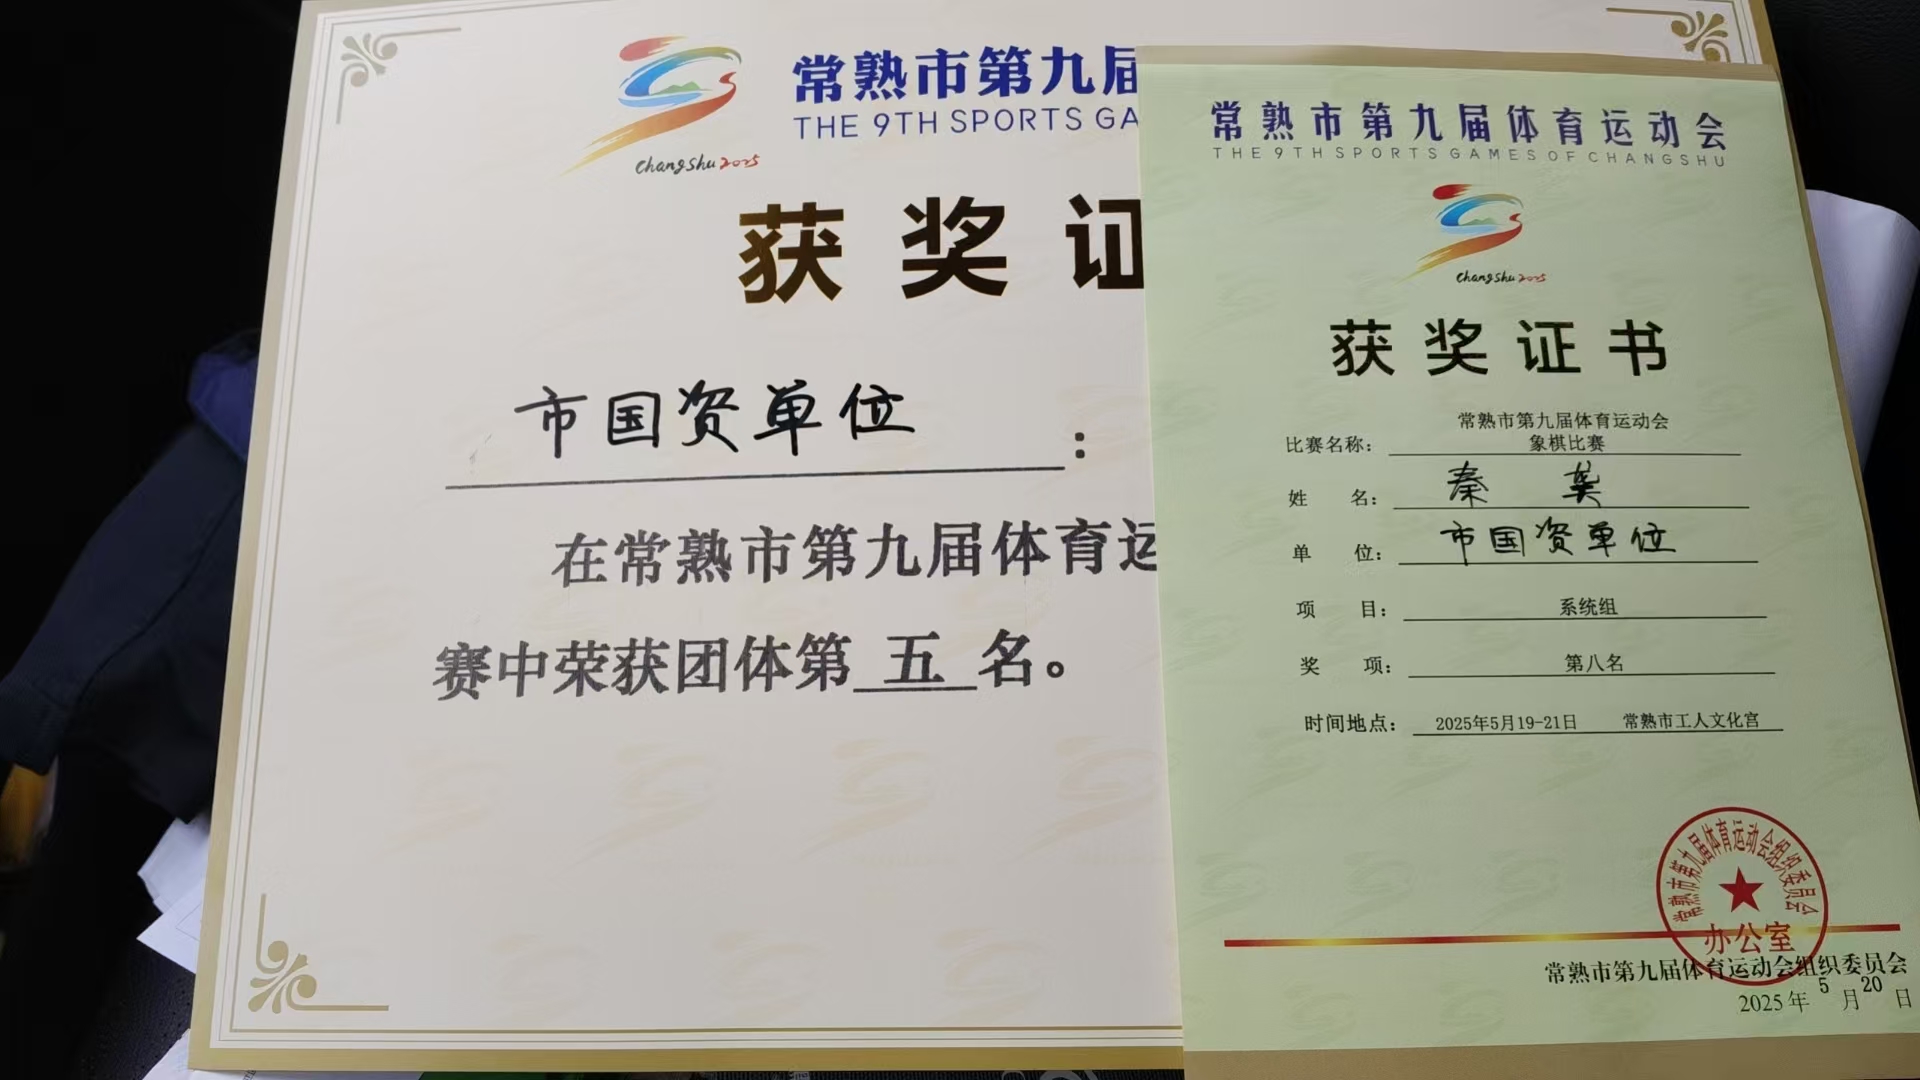 常熟市第九届
THE 9TH SPORTS GA
Changshu 2025
获奖证
市国资单位：
在常熟市第九届体育运
赛中荣获团体第五名。
常熟市第九届体育运动会
THE 9TH SPORTS GAMES OF CHANGSHU
Changshu 2025
获奖证书
常熟市第九届体育运动会
比赛名称：象棋比赛
姓名：秦 龚
单位：市国资单位
项目：系统组
奖项：第八名
时间地点：2025年5月19-21日 常熟市工人文化宫
常熟市第九届体育运动会组织委员会
办公室
常熟市第九届体育运动会组织委员会
2025年5月20日